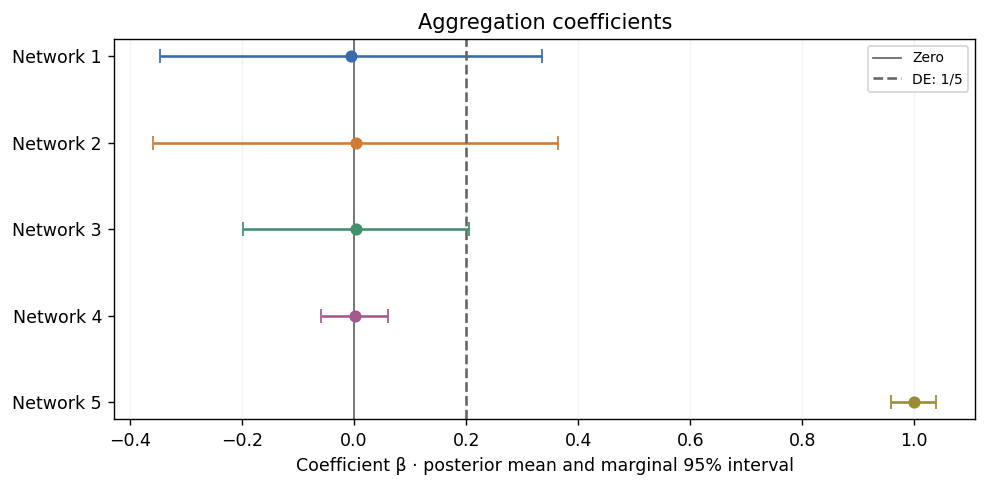 Aggregation coefficients
Network 1
Network 2
Network 3
Network 4
Network 5
Zero
DE: 1/5
−0.4 −0.2 0.0 0.2 0.4 0.6 0.8 1.0
Coefficient β · posterior mean and marginal 95% interval